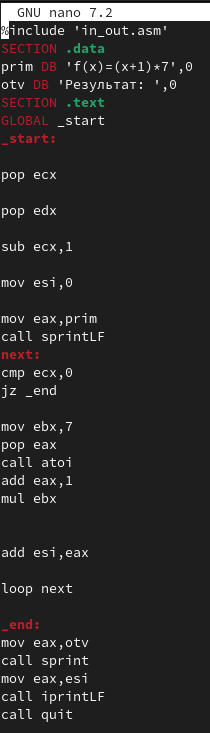 GNU nano 7.2
%include 'in_out.asm'
SECTION .data
prim DB 'f(x)=(x+1)*7',0
otv DB 'Результат: ',0
SECTION .text
GLOBAL _start
_start:
pop ecx
pop edx
sub ecx,1
mov esi,0
mov eax,prim
call sprintLF
next:
cmp ecx,0
jz _end
mov ebx,7
pop eax
call atoi
add eax,1
mul ebx
add esi,eax
loop next
_end:
mov eax,otv
call sprint
mov eax,esi
call iprintLF
call quit